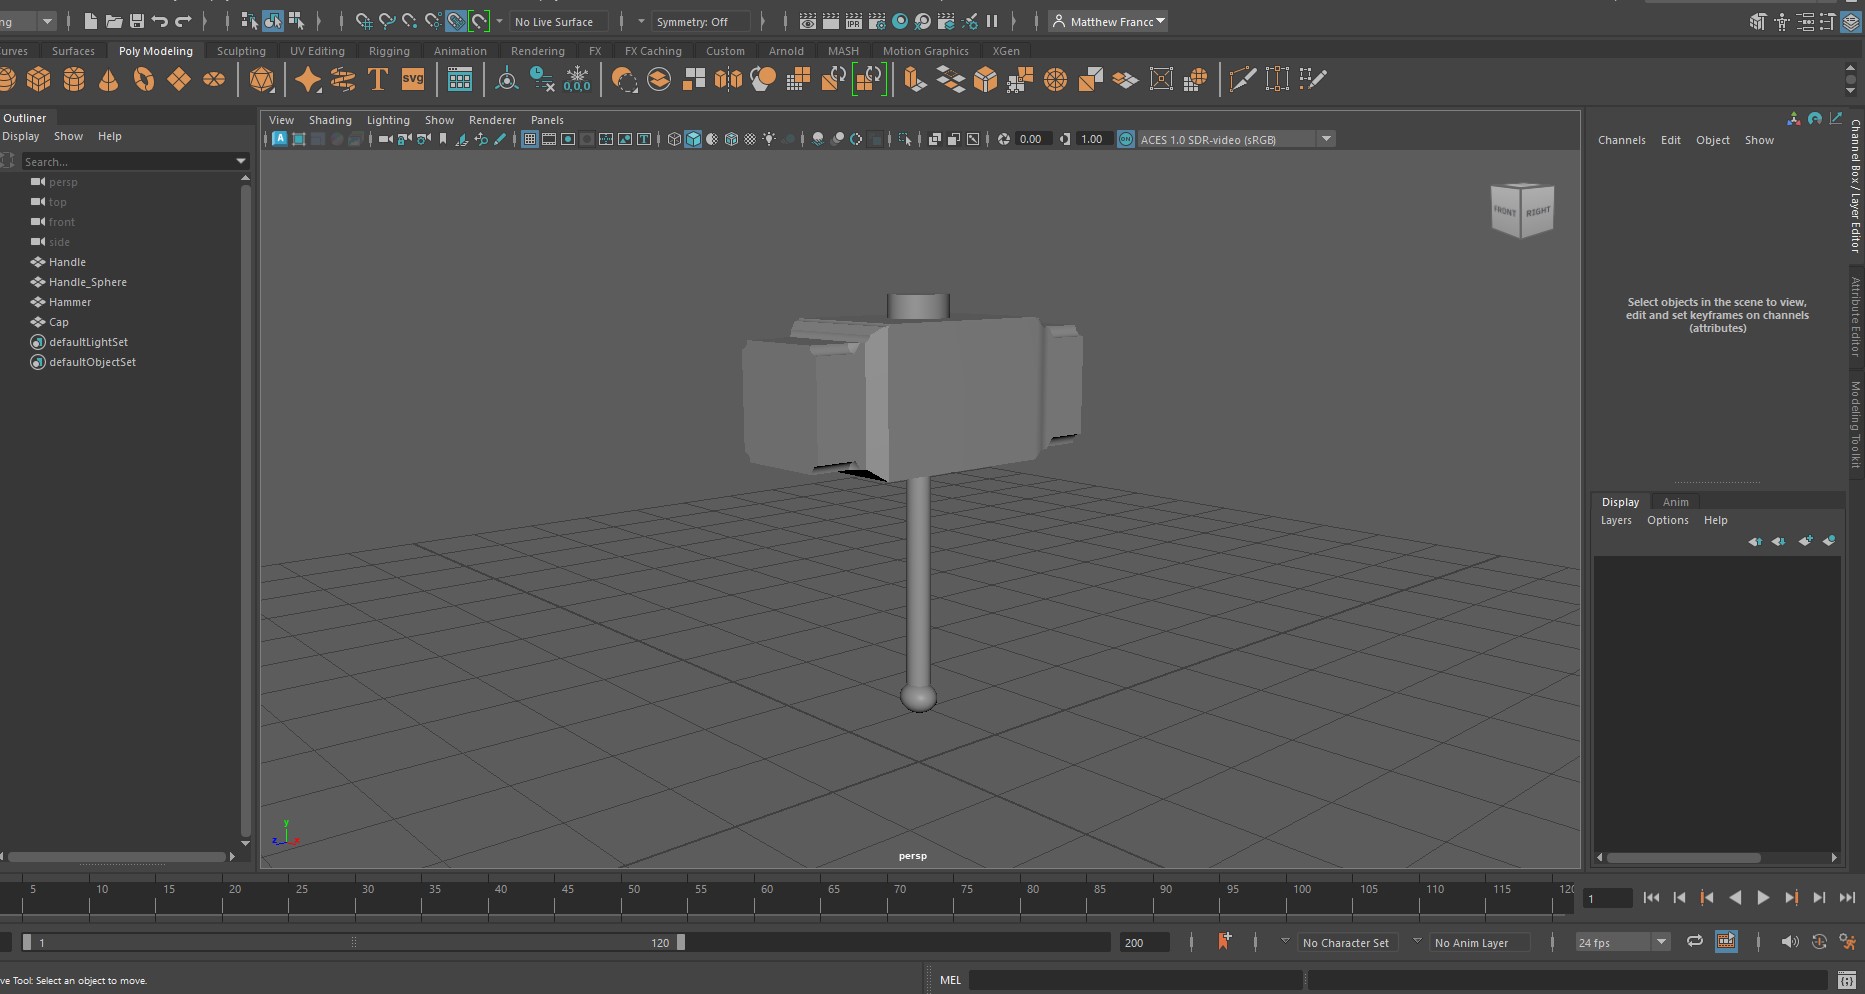 ng
No Live Surface
Symmetry: Off
IPR
Matthew Francc
urves Surfaces Poly Modeling Sculpting UV Editing Rigging Animation Rendering FX FX Caching Custom Arnold MASH Motion Graphics XGen
T
SVG
0,0,0
Outliner
Display Show Help
Search...
persp
top
front
side
Handle
Handle_Sphere
Hammer
Cap
defaultLightSet
defaultObjectSet
View Shading Lighting Show Renderer Panels
A
T
0.00
1.00
ON
ACES 1.0 SDR-video (sRGB)
FRONT RIGHT
y
z
x
persp
Channels Edit Object Show
Select objects in the scene to view,
edit and set keyframes on channels
(attributes)
Channel Box / Layer Editor
Attribute Editor
Modeling Toolkit
Display Anim
Layers Options Help
5 10 15 20 25 30 35 40 45 50 55 60 65 70 75 80 85 90 95 100 105 110 115 120
1
1
120
200
No Character Set
No Anim Layer
24 fps
ve Tool: Select an object to move.
MEL